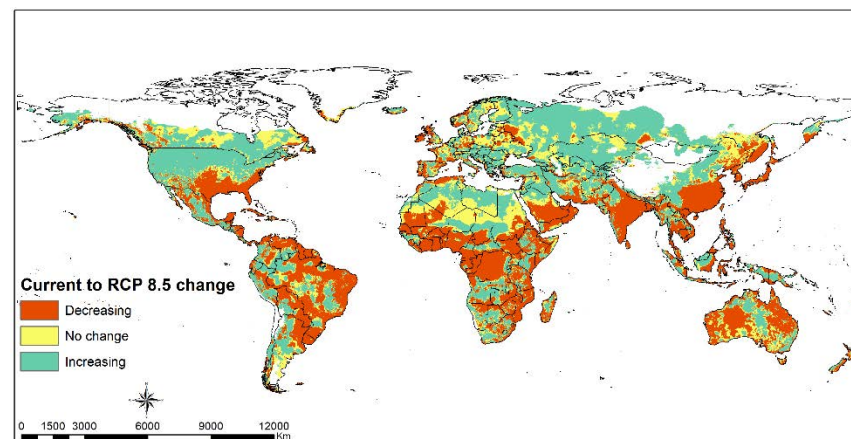 Current to RCP 8.5 change
Decreasing
No change
Increasing
0 1500 3000 6000 9000 12000
Km